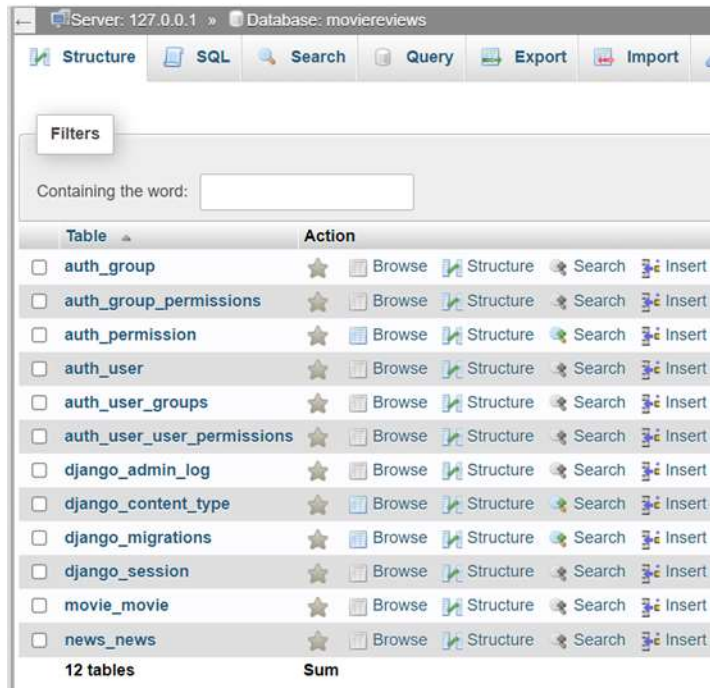 ← Server: 127.0.0.1 » Database: moviereviews
Structure SQL Search Query Export Import
Filters
Containing the word:
Table Action
auth_group Browse Structure Search Insert
auth_group_permissions Browse Structure Search Insert
auth_permission Browse Structure Search Insert
auth_user Browse Structure Search Insert
auth_user_groups Browse Structure Search Insert
auth_user_user_permissions Browse Structure Search Insert
django_admin_log Browse Structure Search Insert
django_content_type Browse Structure Search Insert
django_migrations Browse Structure Search Insert
django_session Browse Structure Search Insert
movie_movie Browse Structure Search Insert
news_news Browse Structure Search Insert
12 tables Sum